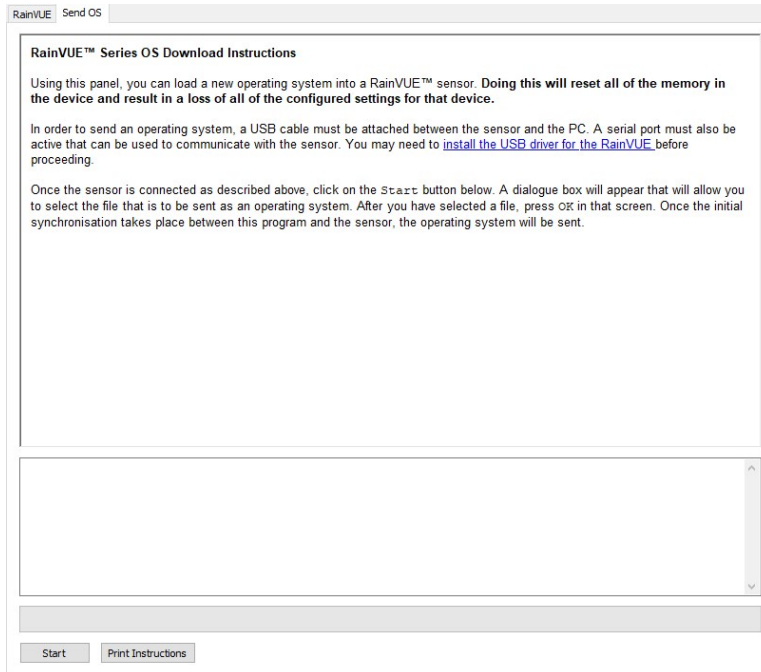 RainVUE Send OS
RainVUE™ Series OS Download Instructions
Using this panel, you can load a new operating system into a RainVUE™ sensor. Doing this will reset all of the memory in
the device and result in a loss of all of the configured settings for that device.
In order to send an operating system, a USB cable must be attached between the sensor and the PC. A serial port must also be
active that can be used to communicate with the sensor. You may need to install the USB driver for the RainVUE before
proceeding.
Once the sensor is connected as described above, click on the Start button below. A dialogue box will appear that will allow you
to select the file that is to be sent as an operating system. After you have selected a file, press OK in that screen. Once the initial
synchronisation takes place between this program and the sensor, the operating system will be sent.
Start Print Instructions